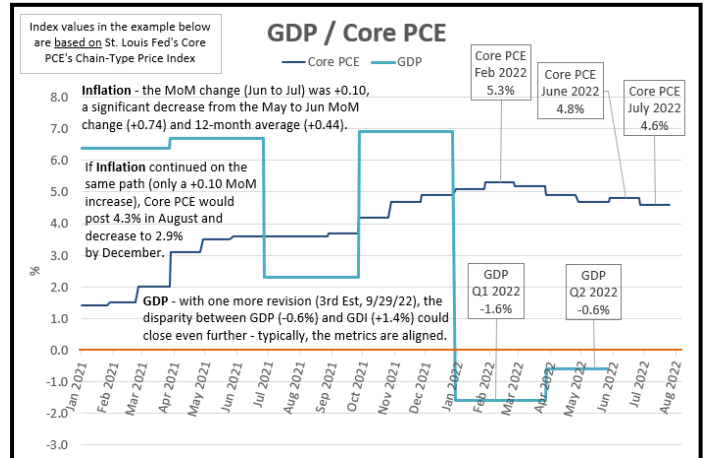 Index values in the example below
are based on St. Louis Fed's Core
PCE's Chain-Type Price Index
GDP / Core PCE
Core PCE
GDP
Inflation - the MoM change (Jun to Jul) was +0.10,
a significant decrease from the May to Jun MoM
change (+0.74) and 12-month average (+0.44).
If Inflation continued on the
same path (only a +0.10 MoM
increase), Core PCE would
post 4.3% in August and
decrease to 2.9%
by December.
GDP - with one more revision (3rd Est, 9/29/22), the
disparity between GDP (-0.6%) and GDI (+1.4%) could
close even further - typically, the metrics are aligned.
Core PCE
Feb 2022
5.3%
Core PCE
June 2022
4.8%
Core PCE
July 2022
4.6%
GDP
Q1 2022
-1.6%
GDP
Q2 2022
-0.6%
%
8.0
7.0
6.0
5.0
4.0
3.0
2.0
1.0
0.0
-1.0
-2.0
-3.0
Jan 2021
Feb 2021
Mar 2021
Apr 2021
May 2021
Jun 2021
Jul 2021
Aug 2021
Sep 2021
Oct 2021
Nov 2021
Dec 2021
Jan 2022
Feb 2022
Mar 2022
Apr 2022
May 2022
Jun 2022
Jul 2022
Aug 2022